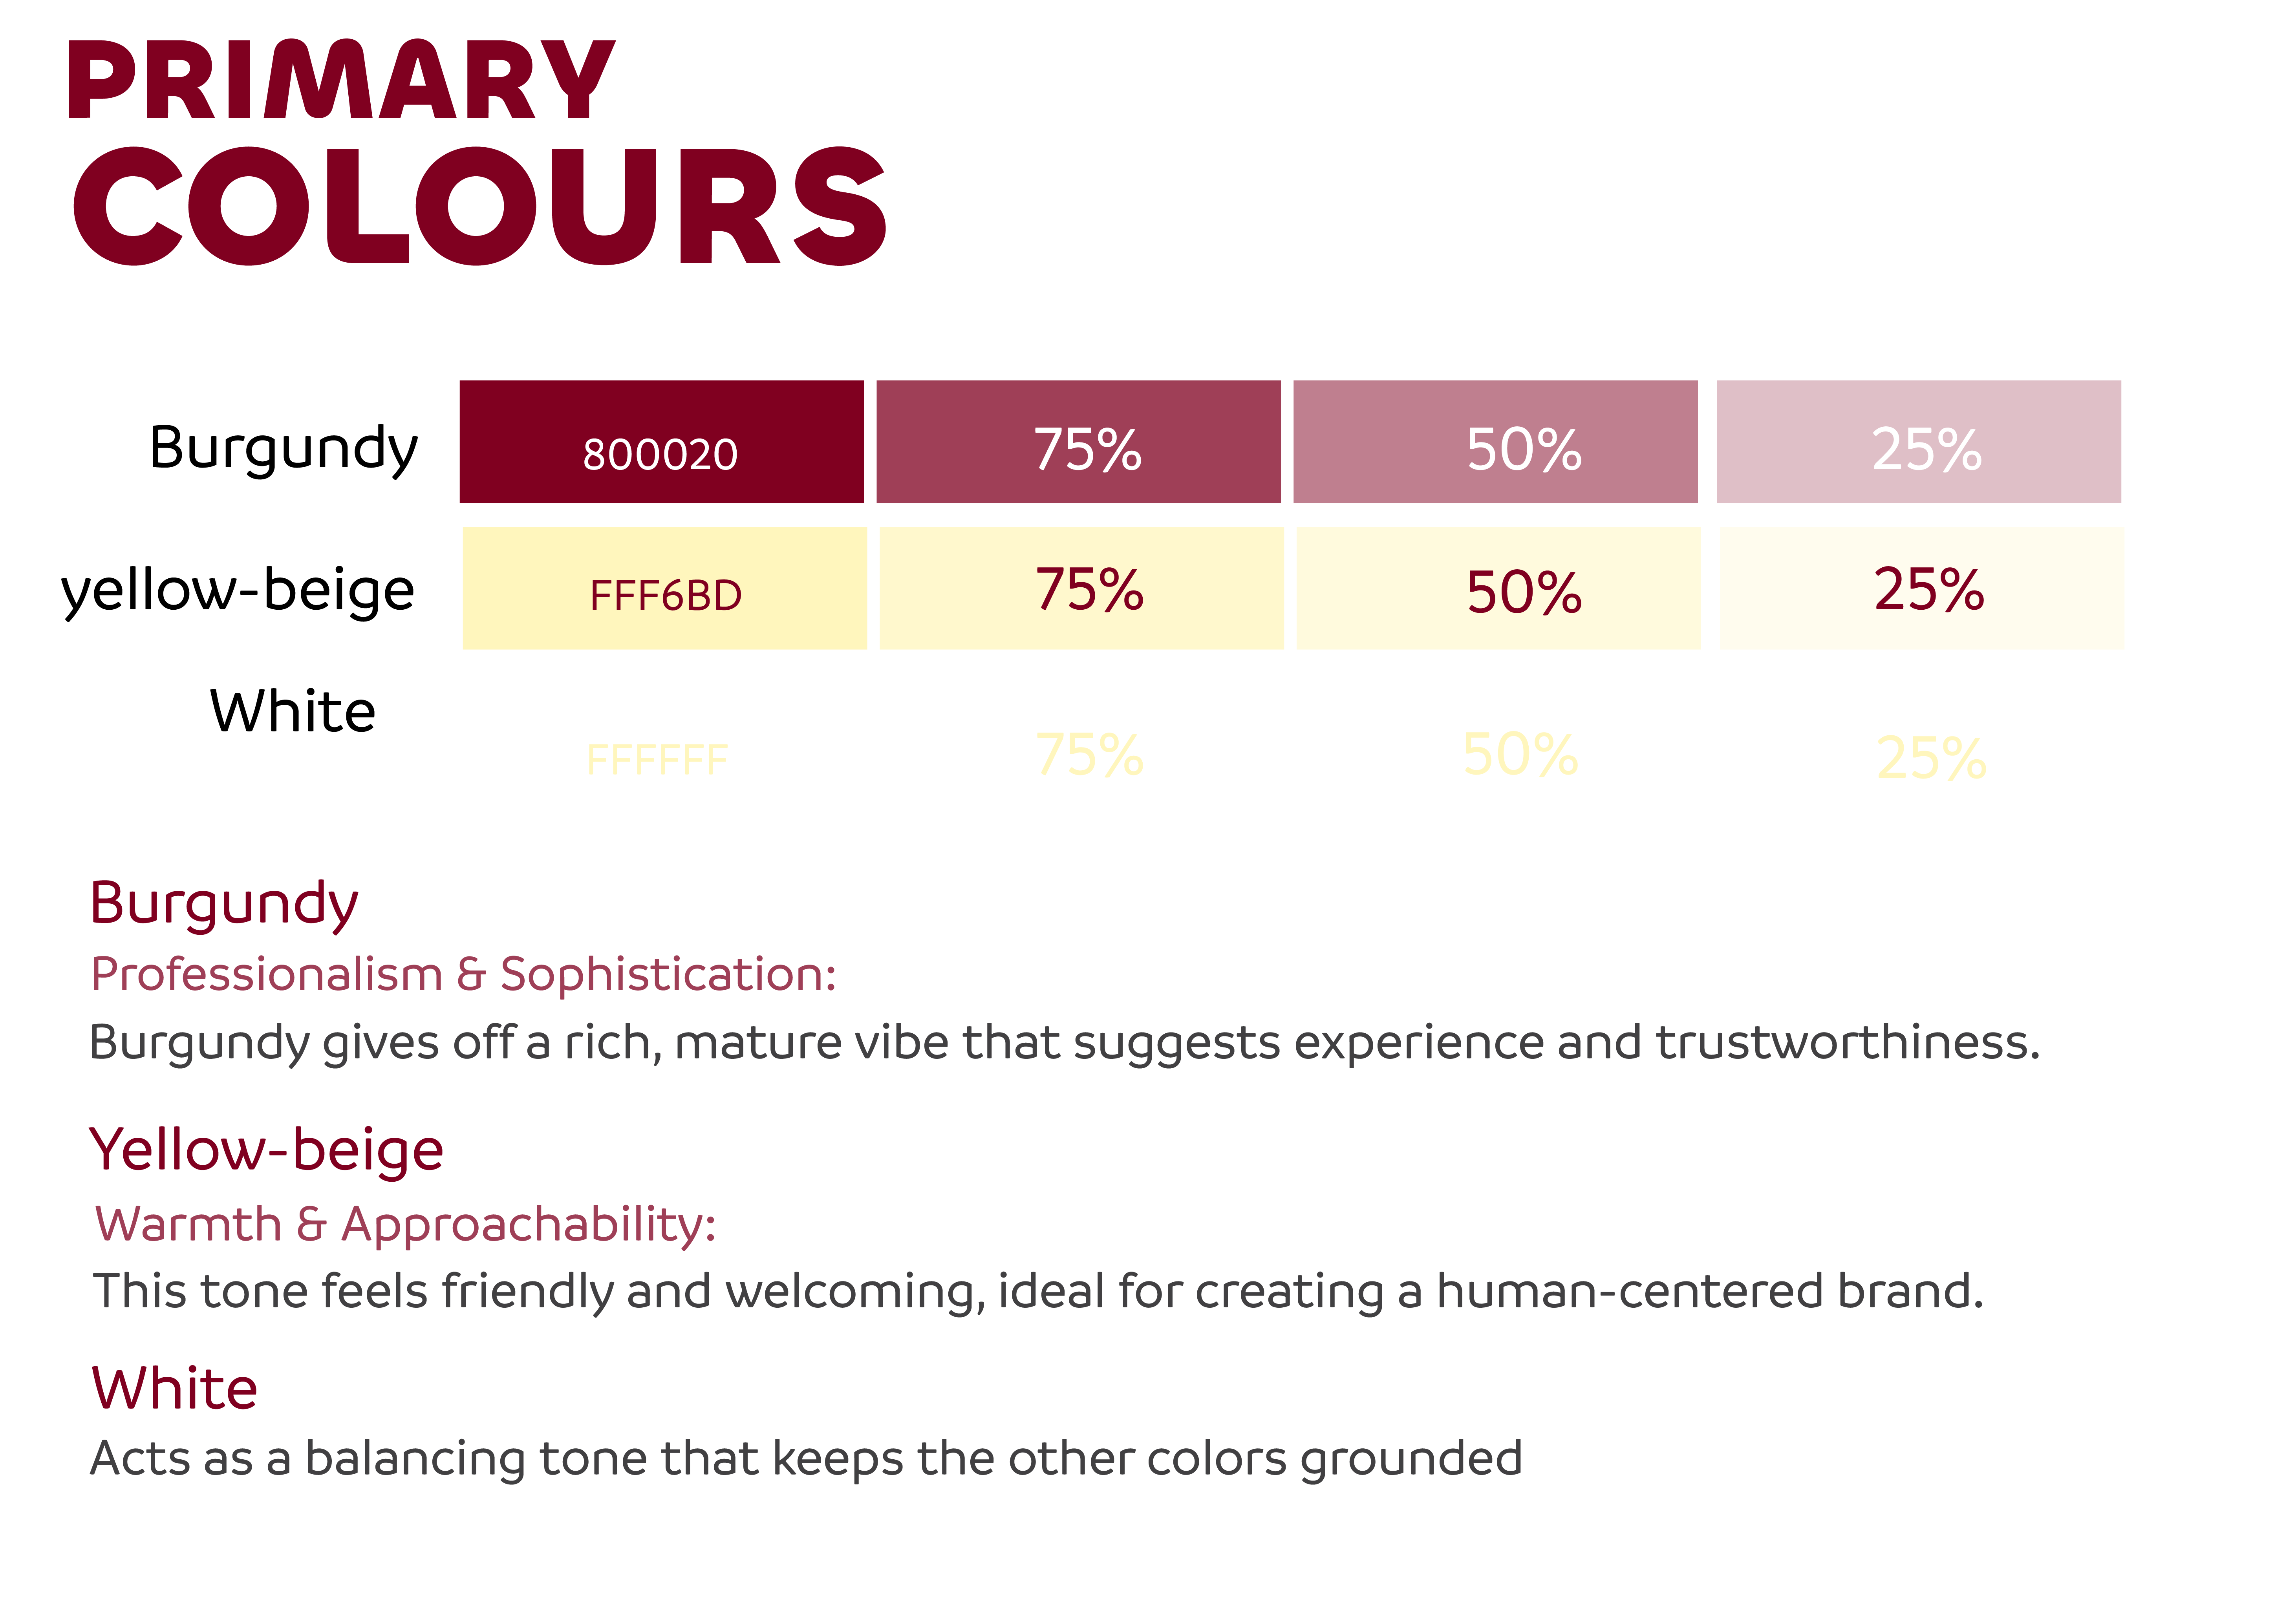 PRIMARY
COLOURS
Burgundy 800020 75% 50% 25%
yellow-beige FFF6BD 75% 50% 25%
White FFFFFF 75% 50% 25%
Burgundy
Professionalism & Sophistication:
Burgundy gives off a rich, mature vibe that suggests experience and trustworthiness.
Yellow-beige
Warmth & Approachability:
This tone feels friendly and welcoming, ideal for creating a human-centered brand.
White
Acts as a balancing tone that keeps the other colors grounded